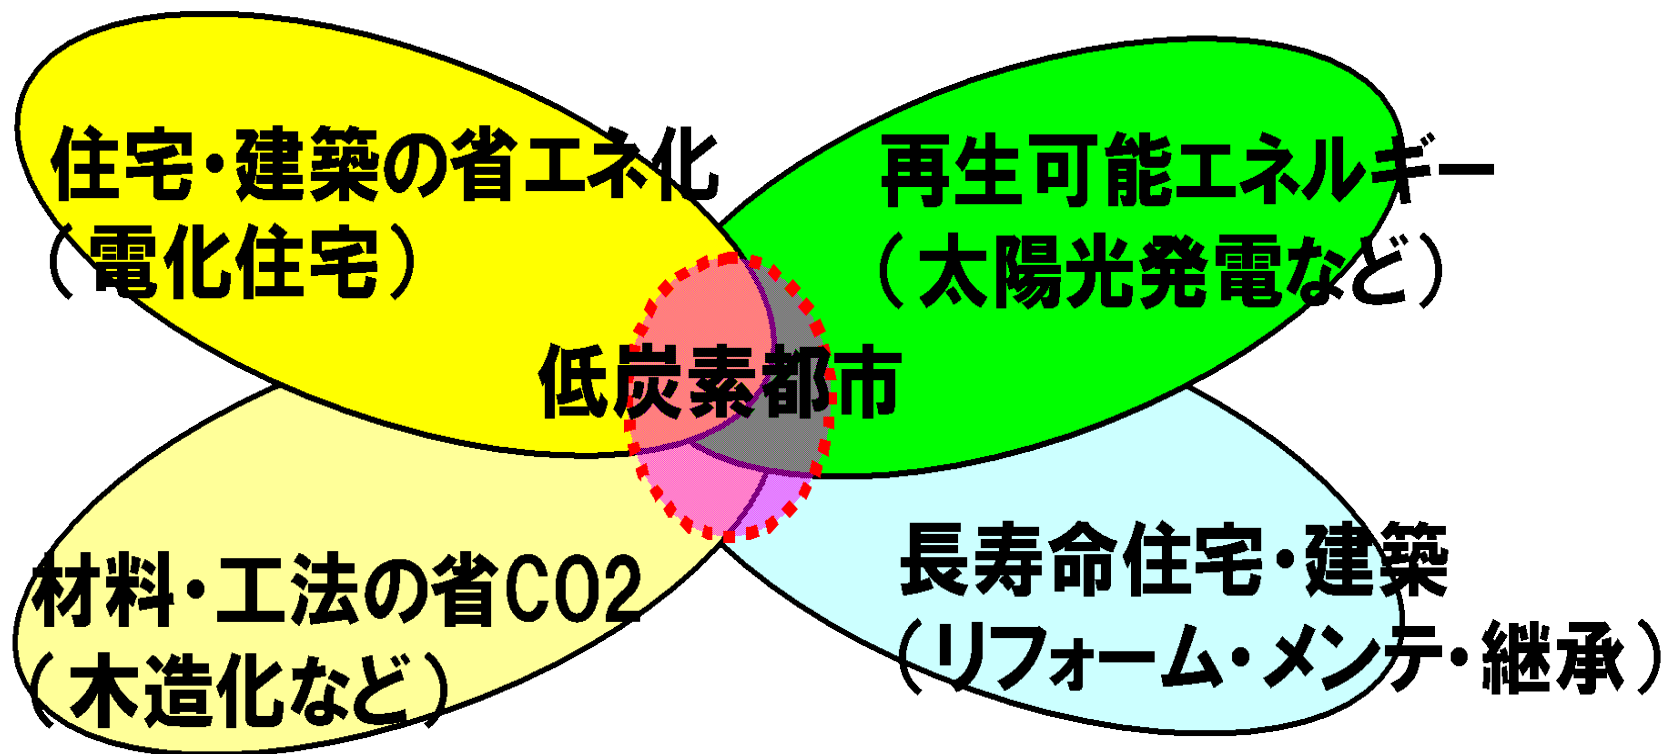 住宅・建築の省エネ化
（電化住宅）
再生可能エネルギー
（太陽光発電など）
低炭素都市
材料・工法の省CO2
（木造化など）
長寿命住宅・建築
（リフォーム・メンテ・継承）